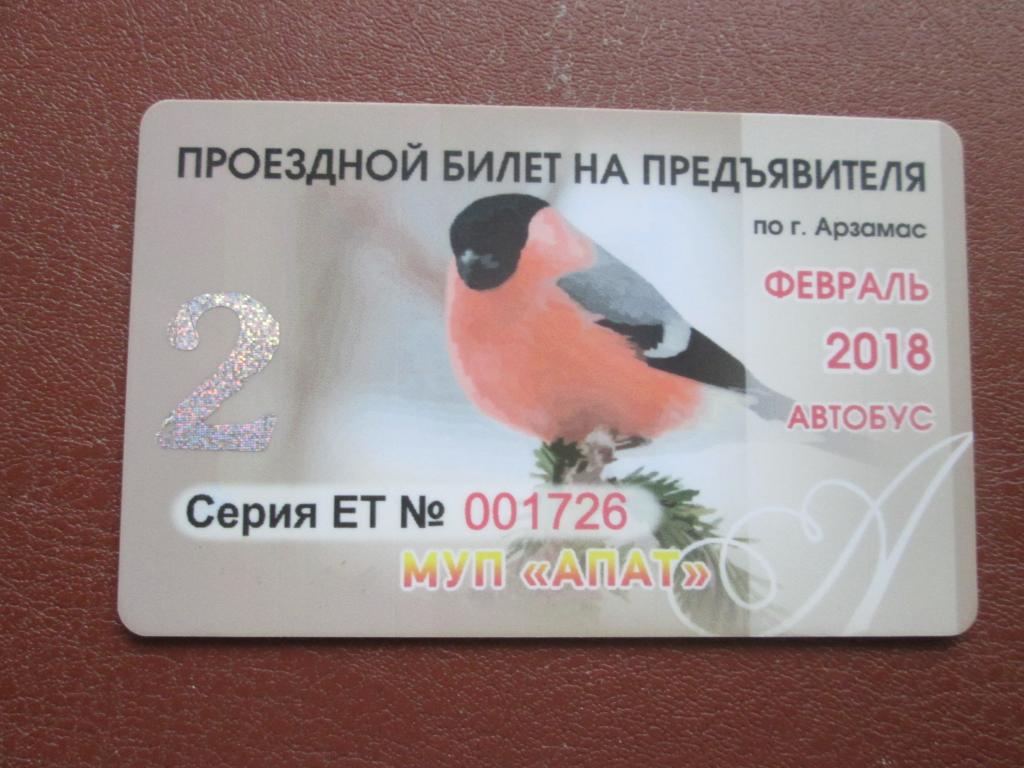 ПРОЕЗДНОЙ БИЛЕТ НА ПРЕДЪЯВИТЕЛЯ
по г. Арзамас
ФЕВРАЛЬ
2018
АВТОБУС
2
Серия ЕТ № 001726
МУП «АПАТ»
А